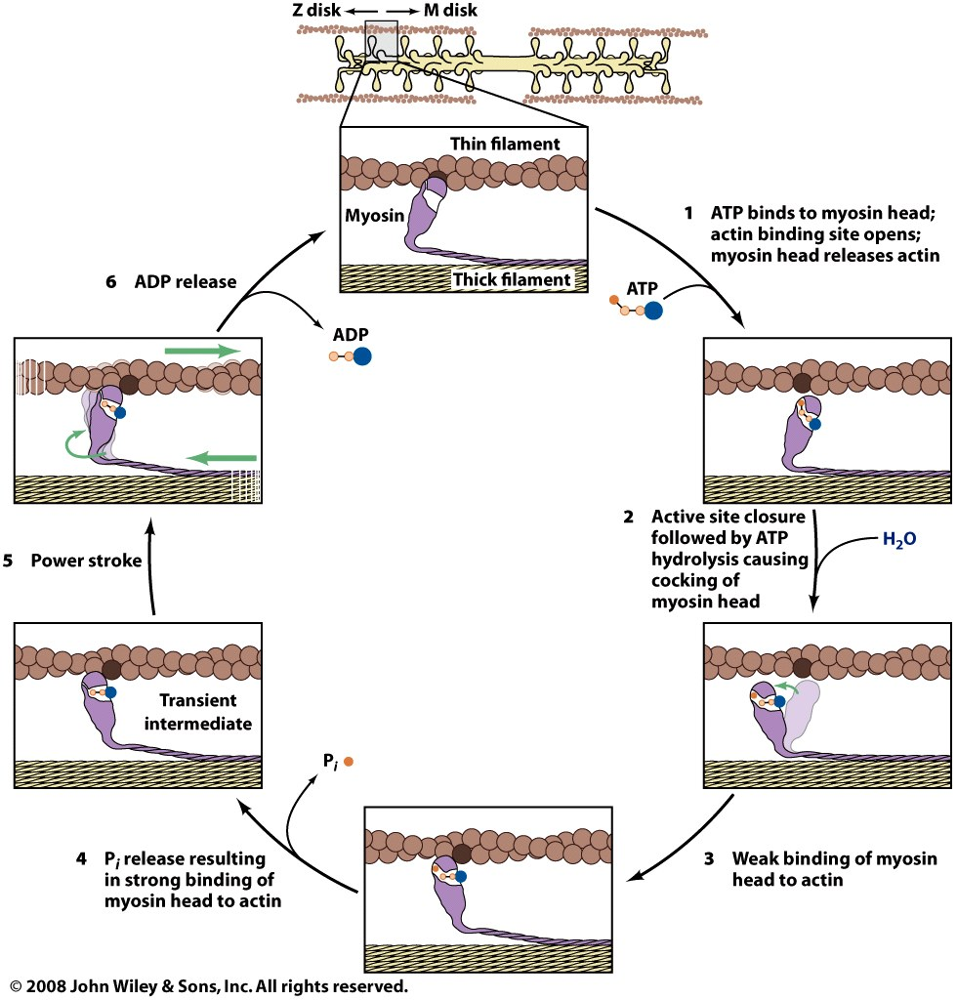 Z disk
M disk
Thin filament
Myosin
Thick filament
1 ATP binds to myosin head;
actin binding site opens;
myosin head releases actin
ATP
6 ADP release
ADP
2 Active site closure
followed by ATP
hydrolysis causing
cocking of
myosin head
H₂O
5 Power stroke
Transient
intermediate
Pi
3 Weak binding of myosin
head to actin
4 Pi release resulting
in strong binding of
myosin head to actin
© 2008 John Wiley & Sons, Inc. All rights reserved.